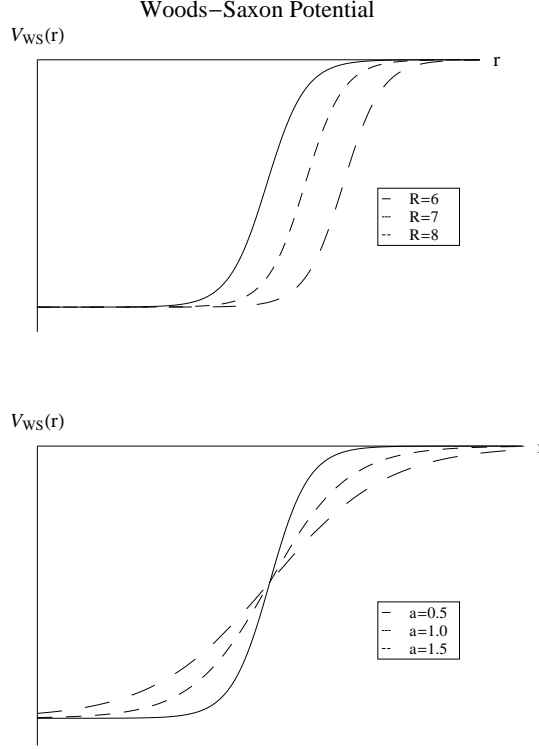 Woods−Saxon Potential
V_WS(r)
r
R=6
R=7
R=8
V_WS(r)
a=0.5
a=1.0
a=1.5